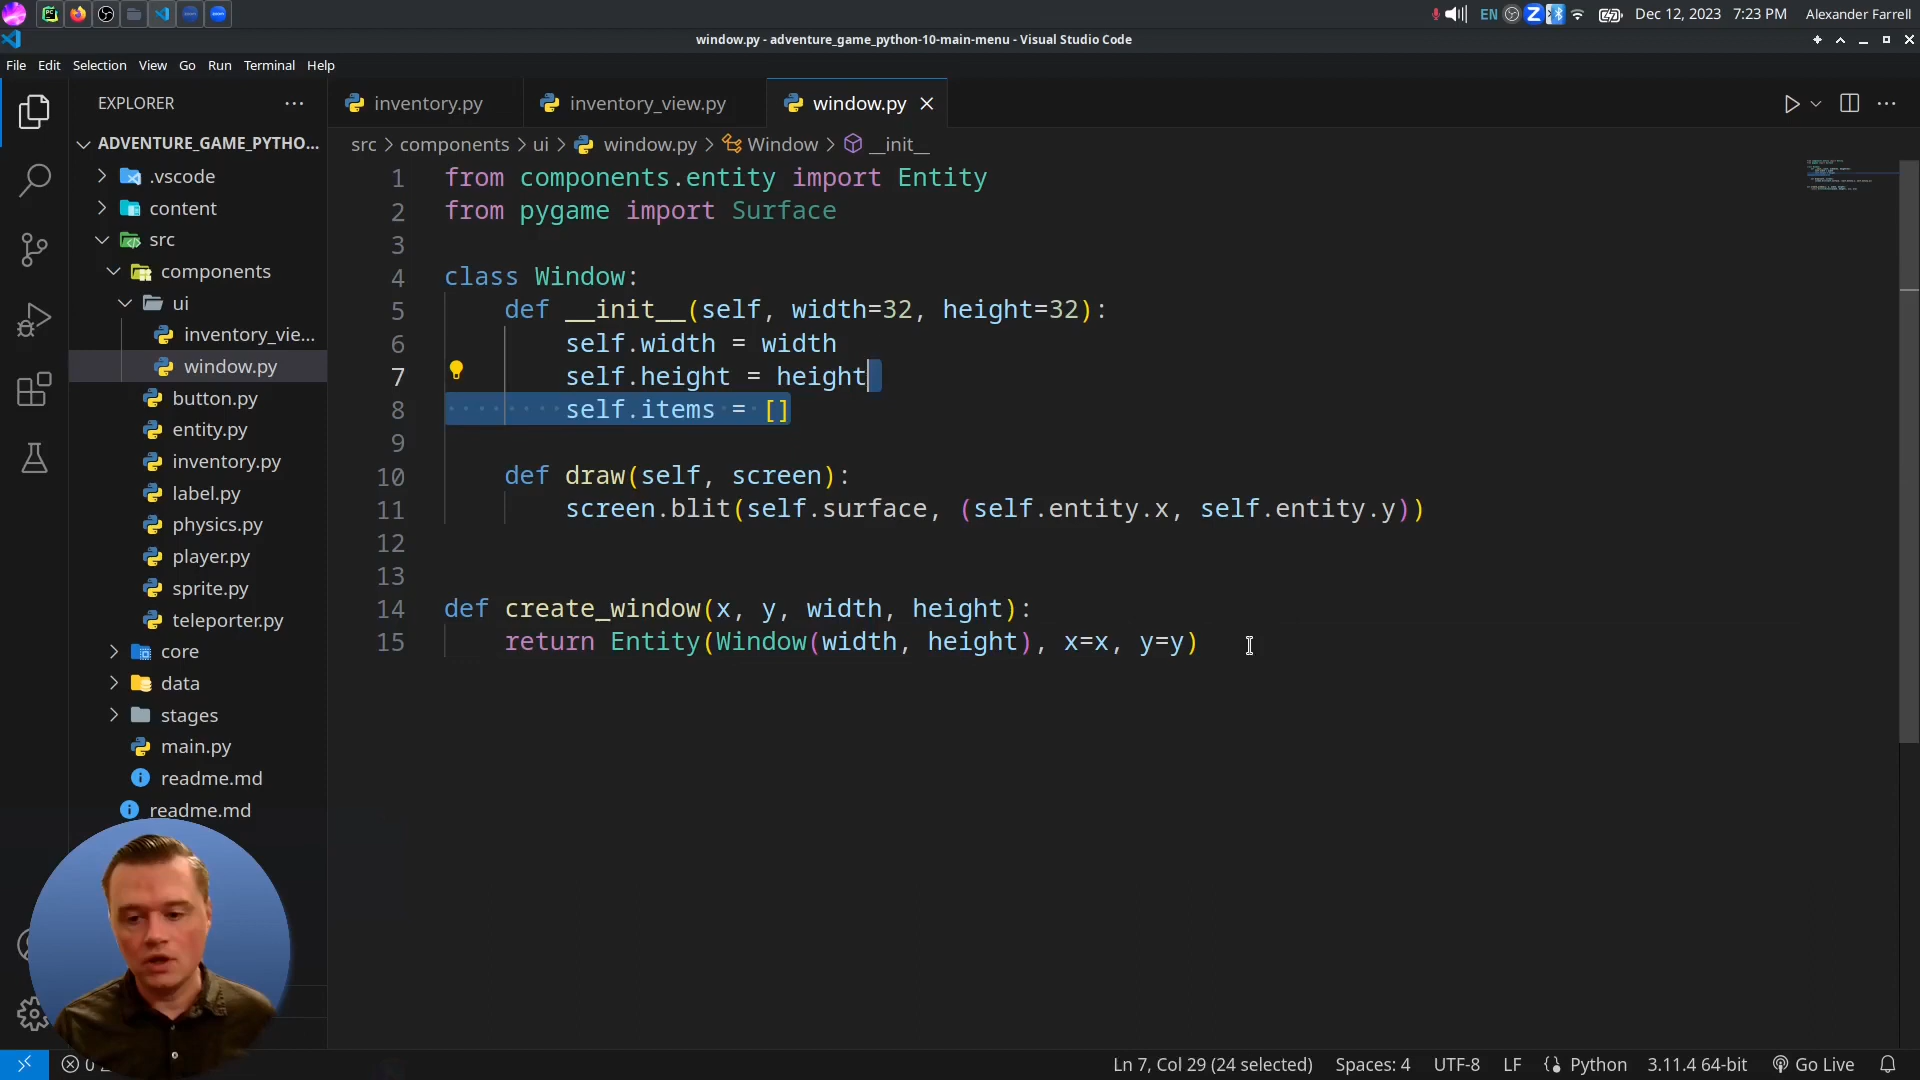 EN
Dec 12, 2023 7:23 PM Alexander Farrell
window.py - adventure_game_python-10-main-menu - Visual Studio Code
File Edit Selection View Go Run Terminal Help
EXPLORER
ADVENTURE_GAME_PYTHO...
.vscode
content
src
components
ui
inventory_vie...
window.py
button.py
entity.py
inventory.py
label.py
physics.py
player.py
sprite.py
teleporter.py
core
data
stages
main.py
readme.md
readme.md
inventory.py inventory_view.py window.py
src > components > ui > window.py > Window > __init__
1 from components.entity import Entity
2 from pygame import Surface
3
4 class Window:
5 def __init__(self, width=32, height=32):
6 self.width = width
7 self.height = height
8 self.items = []
9
10 def draw(self, screen):
11 screen.blit(self.surface, (self.entity.x, self.entity.y))
12
13
14 def create_window(x, y, width, height):
15 return Entity(Window(width, height), x=x, y=y)
0
Ln 7, Col 29 (24 selected) Spaces: 4 UTF-8 LF Python 3.11.4 64-bit Go Live